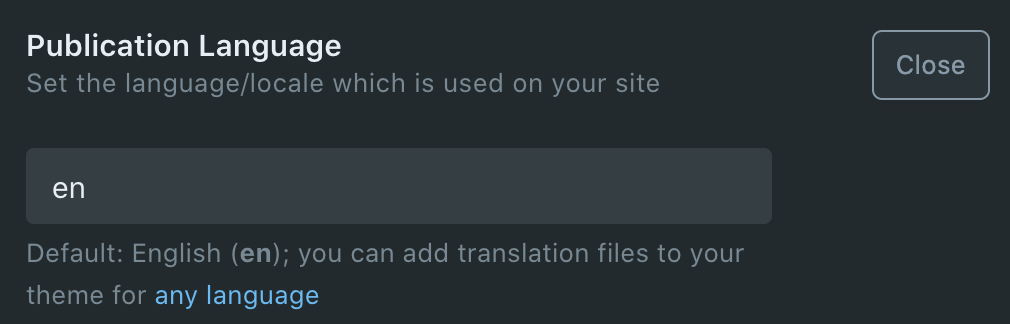 Publication Language
Set the language/locale which is used on your site
Close
en
Default: English (en); you can add translation files to your
theme for any language